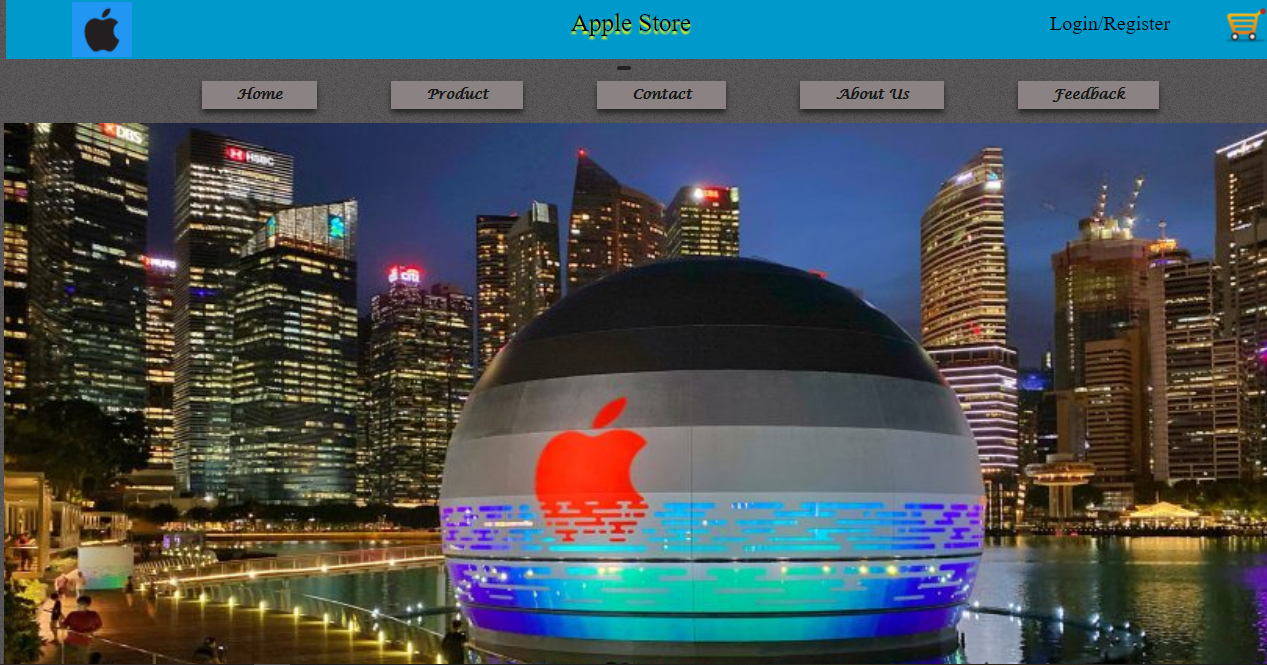 Apple Store
Login/Register
Home
Product
Contact
About Us
Feedback
DBS
HSBC
citi